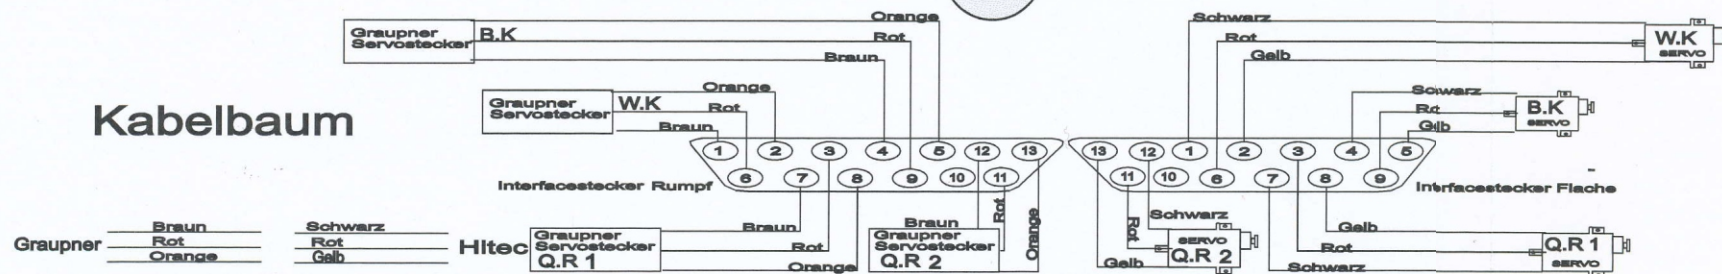 Orange
Schwarz
Graupner
Servostecker
B.K
Rot
Rot
W.K
SERVO
Braun
Gelb
Orange
Schwarz
Kabelbaum
Graupner
Servostecker
W.K
Rot
Rot
B.K
SERVO
Braun
Gelb
1 2 3 4 5 12 13
13 12 1 2 3 4 5
6 7 8 9 10 11
11 10 6 7 8 9
Interfacestecker Rumpf
Interfacestecker Flache
Graupner
Braun
Rot
Orange
Schwarz
Rot
Gelb
Hitec
Graupner
Servostecker
Q.R 1
Braun
Rot
Orange
Braun
Graupner
Servostecker
Q.R 2
Rot
Orange
Rot
Gelb
Schwarz
SERVO
Q.R 2
Gelb
Rot
Schwarz
Q.R 1
SERVO